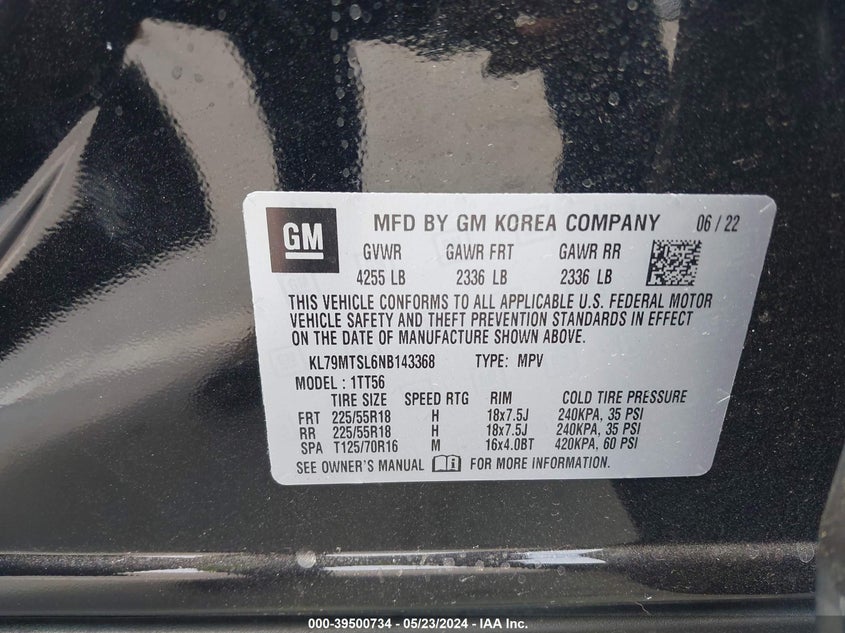 GM
MFD BY GM KOREA COMPANY 06/22
GVWR GAWR FRT GAWR RR
4255 LB 2336 LB 2336 LB
THIS VEHICLE CONFORMS TO ALL APPLICABLE U.S. FEDERAL MOTOR
VEHICLE SAFETY AND THEFT PREVENTION STANDARDS IN EFFECT
ON THE DATE OF MANUFACTURE SHOWN ABOVE.
KL79MTSL6NB143368 TYPE: MPV
MODEL : 1TT56
TIRE SIZE SPEED RTG RIM COLD TIRE PRESSURE
FRT 225/55R18 H 18x7.5J 240KPA, 35 PSI
RR 225/55R18 H 18x7.5J 240KPA, 35 PSI
SPA T125/70R16 M 16x4.0BT 420KPA, 60 PSI
SEE OWNER'S MANUAL FOR MORE INFORMATION.
000-39500734 - 05/23/2024 - IAA Inc.